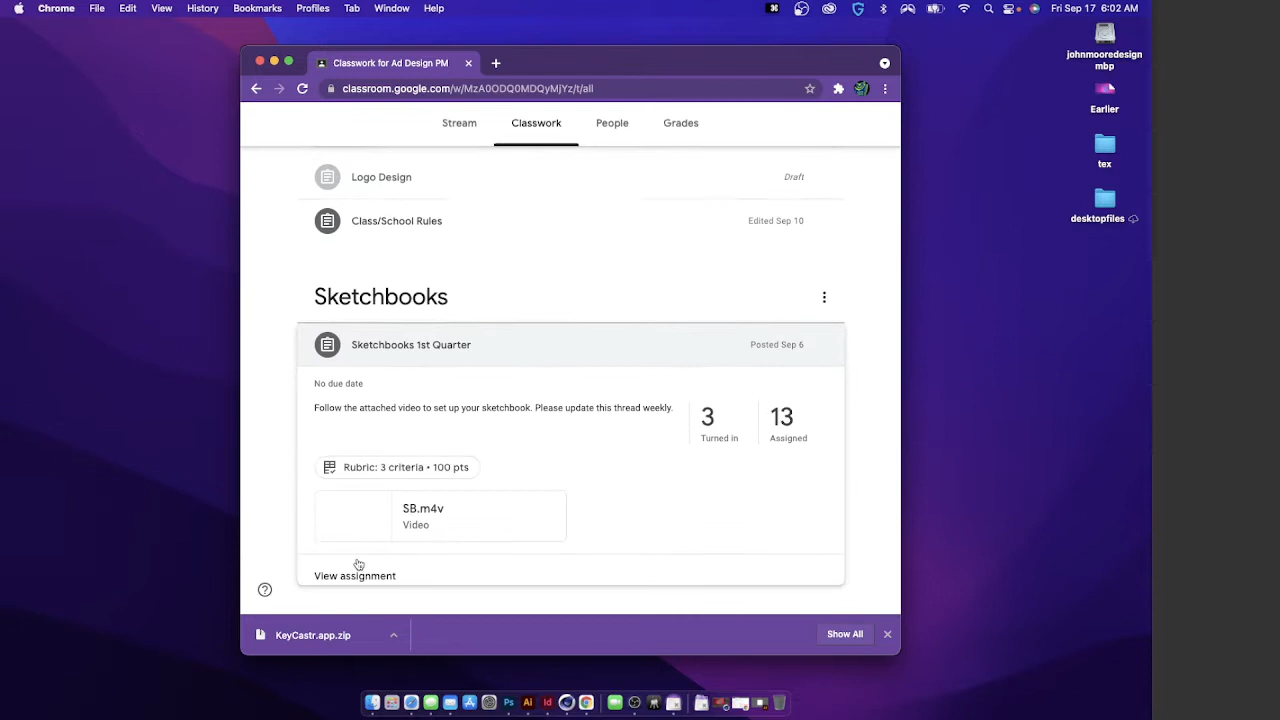 Chrome File Edit View History Bookmarks Profiles Tab Window Help Fri Sep 17 6:02 AM
johnmooredesign
mbp
Earlier
tex
desktopfiles
Classwork for Ad Design PM
classroom.google.com/w/MzA0ODQ0MDQyMjYz/t/all
Stream Classwork People Grades
Logo Design Draft
Class/School Rules Edited Sep 10
Sketchbooks
Sketchbooks 1st Quarter Posted Sep 6
No due date
Follow the attached video to set up your sketchbook. Please update this thread weekly.
3 13
Turned in Assigned
Rubric: 3 criteria • 100 pts
SB.m4v
Video
View assignment
KeyCastr.app.zip Show All
Ps Ai Id